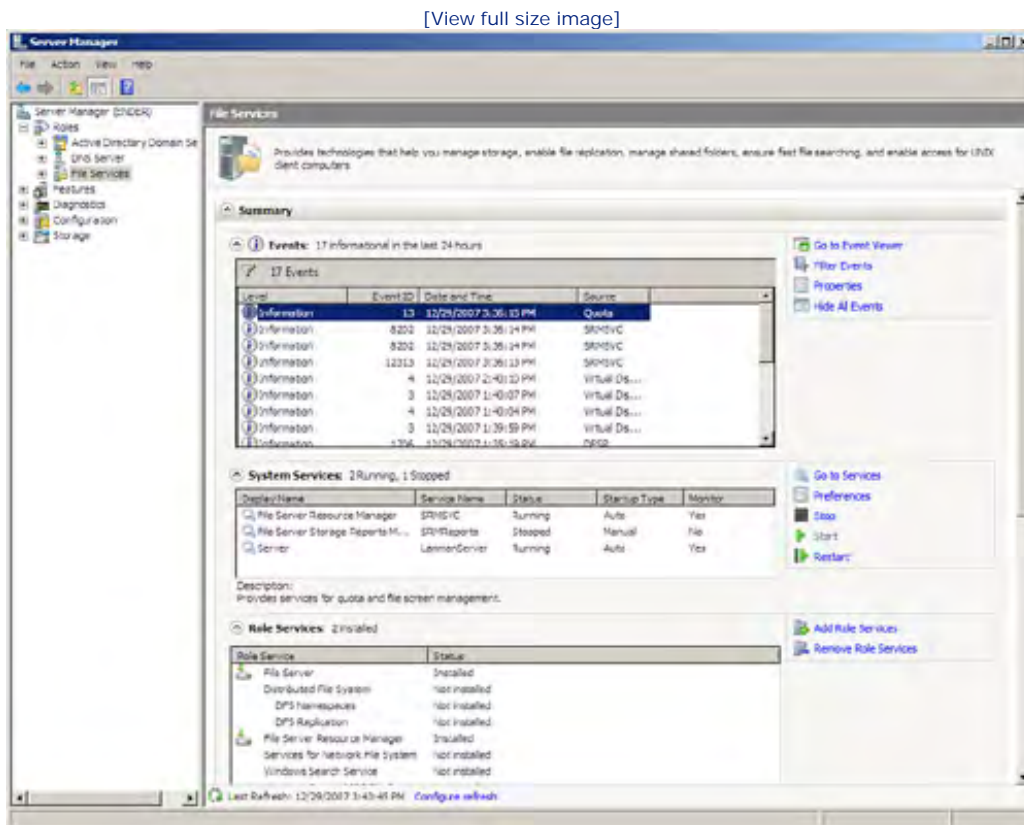 [View full size image]
Server Manager
File Action View Help
Server Manager (ENDER)
Roles
Active Directory Domain Se
DNS Server
File Services
Features
Diagnostics
Configuration
Storage
File Services
Provides technologies that help you manage storage, enable file replication, manage shared folders, ensure fast file searching, and enable access for UNIX
client computers
Summary
Events: 17 informational in the last 24 hours
17 Events
Level Event ID Date and Time Source
Information 13 12/29/2007 3:36:15 PM Quota
Information 8202 12/29/2007 3:36:14 PM SRMSVC
Information 8202 12/29/2007 3:36:14 PM SRMSVC
Information 12313 12/29/2007 3:36:13 PM SRMSVC
Information 4 12/29/2007 2:40:10 PM Virtual Dis...
Information 3 12/29/2007 1:40:07 PM Virtual Dis...
Information 4 12/29/2007 1:40:04 PM Virtual Dis...
Information 3 12/29/2007 1:39:59 PM Virtual Dis...
Information 12/29/2007 1:39:59 PM DFSR
Go to Event Viewer
Filter Events
Properties
Hide All Events
System Services: 2 Running, 1 Stopped
Display Name Service Name Status Startup Type Monitor
File Server Resource Manager SRMSVC Running Auto Yes
File Server Storage Reports M... SRMReports Stopped Manual No
Server LanmanServer Running Auto Yes
Description:
Provides services for quota and file screen management.
Go to Services
Preferences
Stop
Start
Restart
Role Services: 2 installed
Role Service Status
File Server Installed
Distributed File System Not installed
DFS Namespaces Not installed
DFS Replication Not installed
File Server Resource Manager Installed
Services for Network File System Not installed
Windows Search Service Not installed
Add Role Services
Remove Role Services
Last Refresh: 12/29/2007 3:43:45 PM Configure refresh